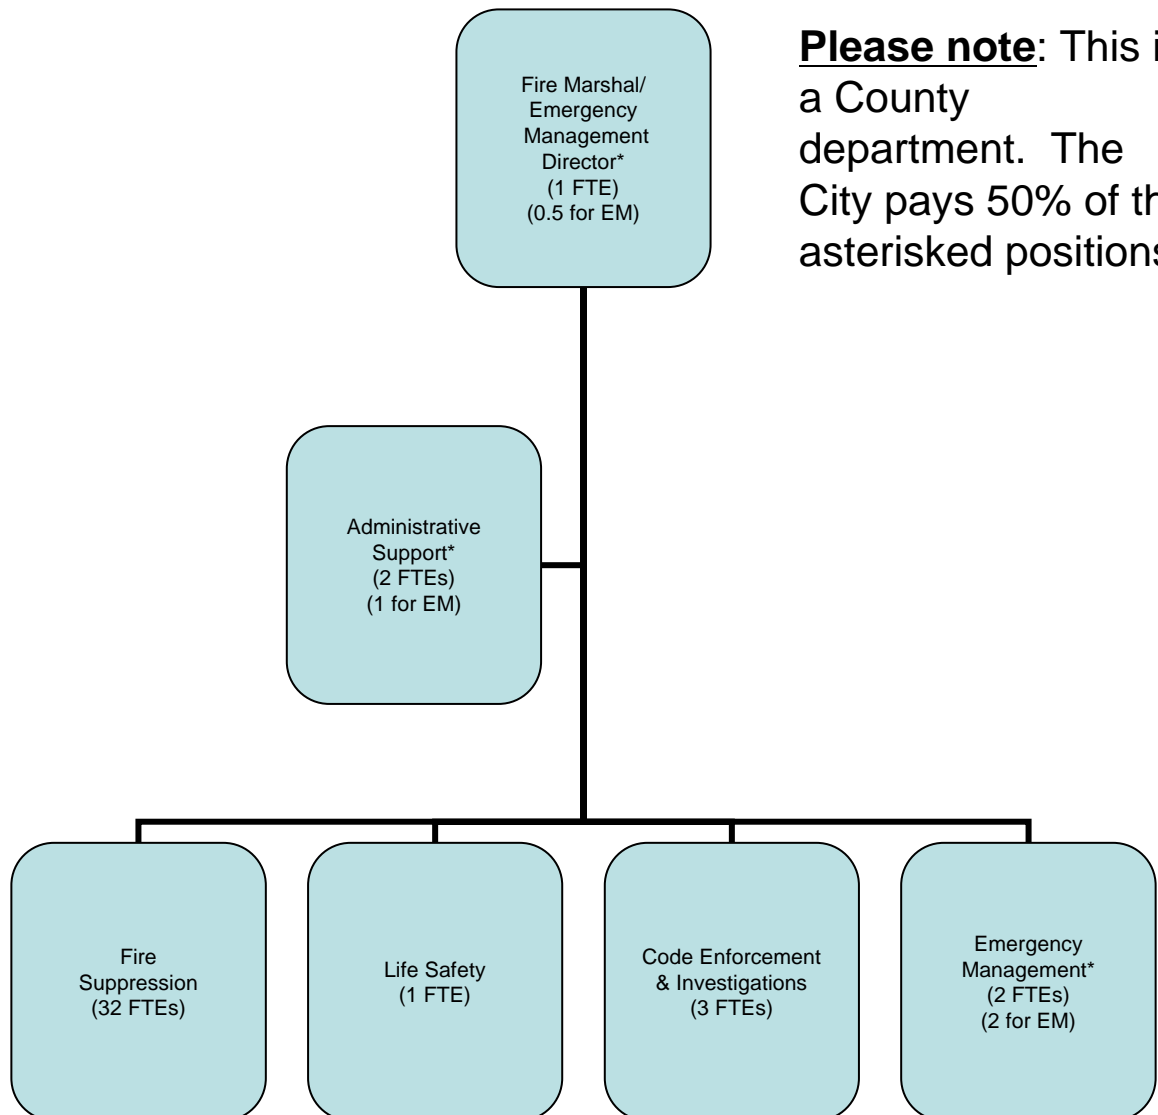 Fire Marshal/
Emergency
Management
Director*
(1 FTE)
(0.5 for EM)
Please note: This
a County
department. The
City pays 50% of
asterisked positions
Administrative
Support*
(2 FTEs)
(1 for EM)
Fire
Suppression
(32 FTEs)
Life Safety
(1 FTE)
Code Enforcement
& Investigations
(3 FTEs)
Emergency
Management*
(2 FTEs)
(2 for EM)